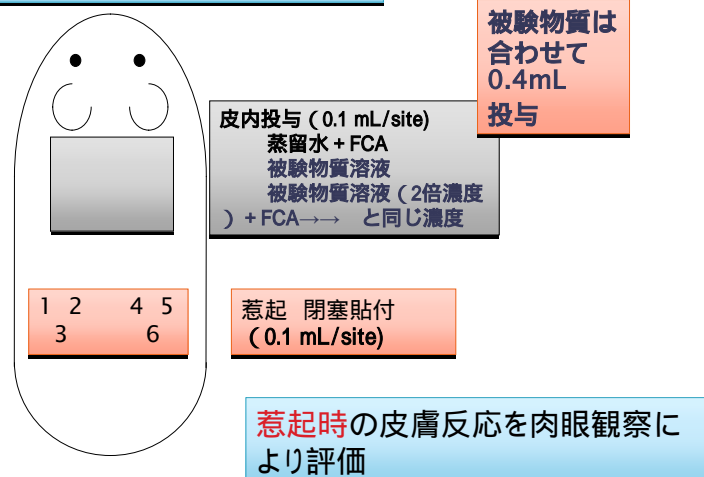 被験物質は
合わせて
0.4mL
投与
皮内投与（0.1 mL/site)
蒸留水＋FCA
被験物質溶液
被験物質溶液（2倍濃度
）＋FCA→→　と同じ濃度
1 2 4 5
3 6
惹起 閉塞貼付
（0.1 mL/site)
惹起時の皮膚反応を肉眼観察に
より評価